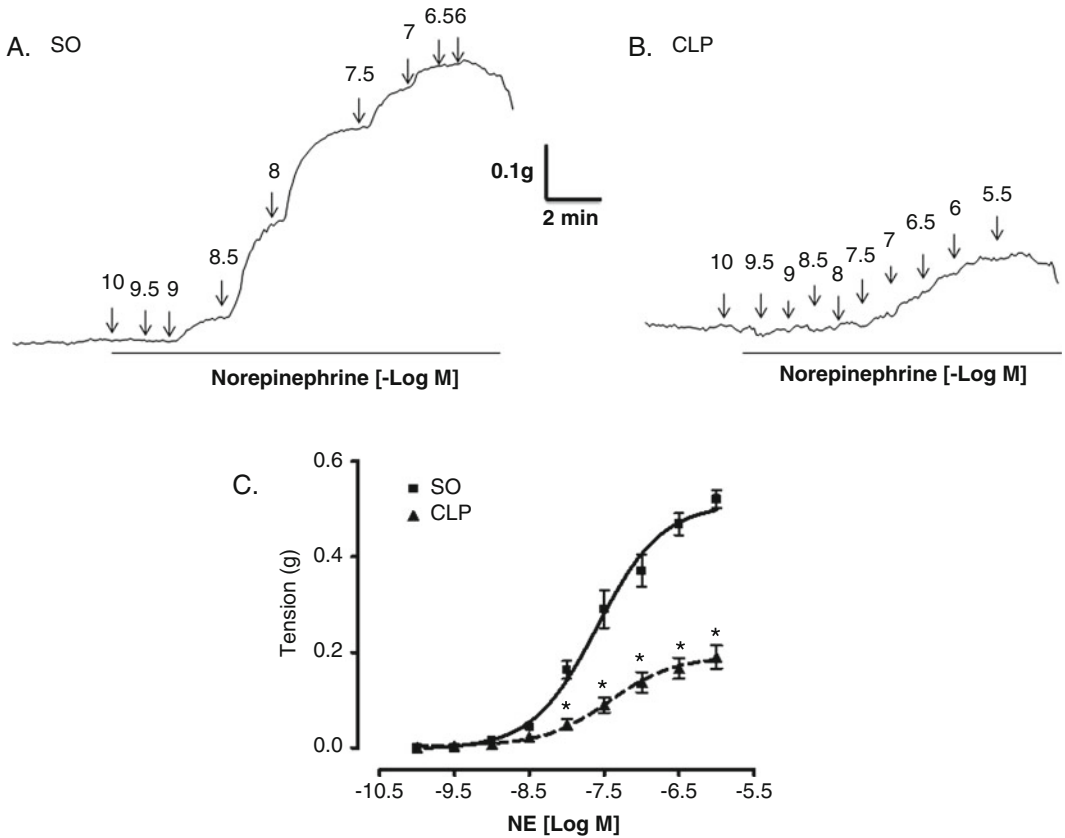 A. SO
10
9.5
9
8.5
8
7.5
7
6.56
0.1g
2 min
Norepinephrine [-Log M]
B. CLP
10
9.5
9
8.5
8
7.5
7
6.5
6
5.5
Norepinephrine [-Log M]
C.
SO
CLP
Tension (g)
0.6
0.4
0.2
0.0
* * * * *
-10.5 -9.5 -8.5 -7.5 -6.5 -5.5
NE [Log M]